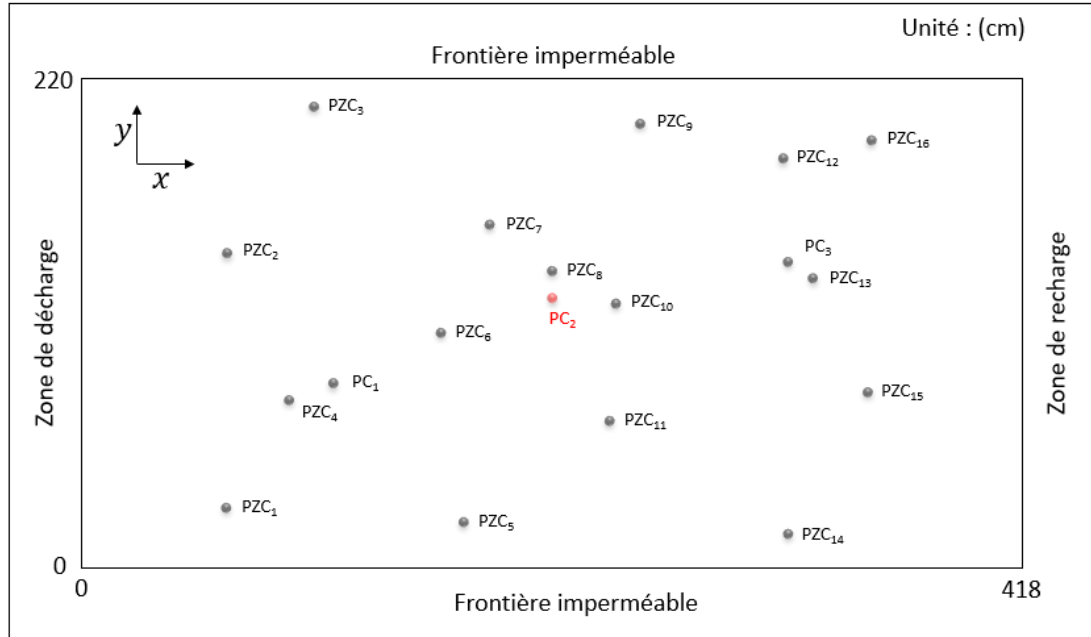 Unité : (cm)
Frontière imperméable
220
PZC₃
PZC₉
PZC₁₆
y
PZC₁₂
x
PZC₇
PZC₂
PC₃
PZC₈
PZC₁₃
PZC₁₀
PC₂
PZC₆
Zone de décharge
Zone de recharge
PC₁
PZC₄
PZC₁₅
PZC₁₁
PZC₁
PZC₅
PZC₁₄
0
0
418
Frontière imperméable